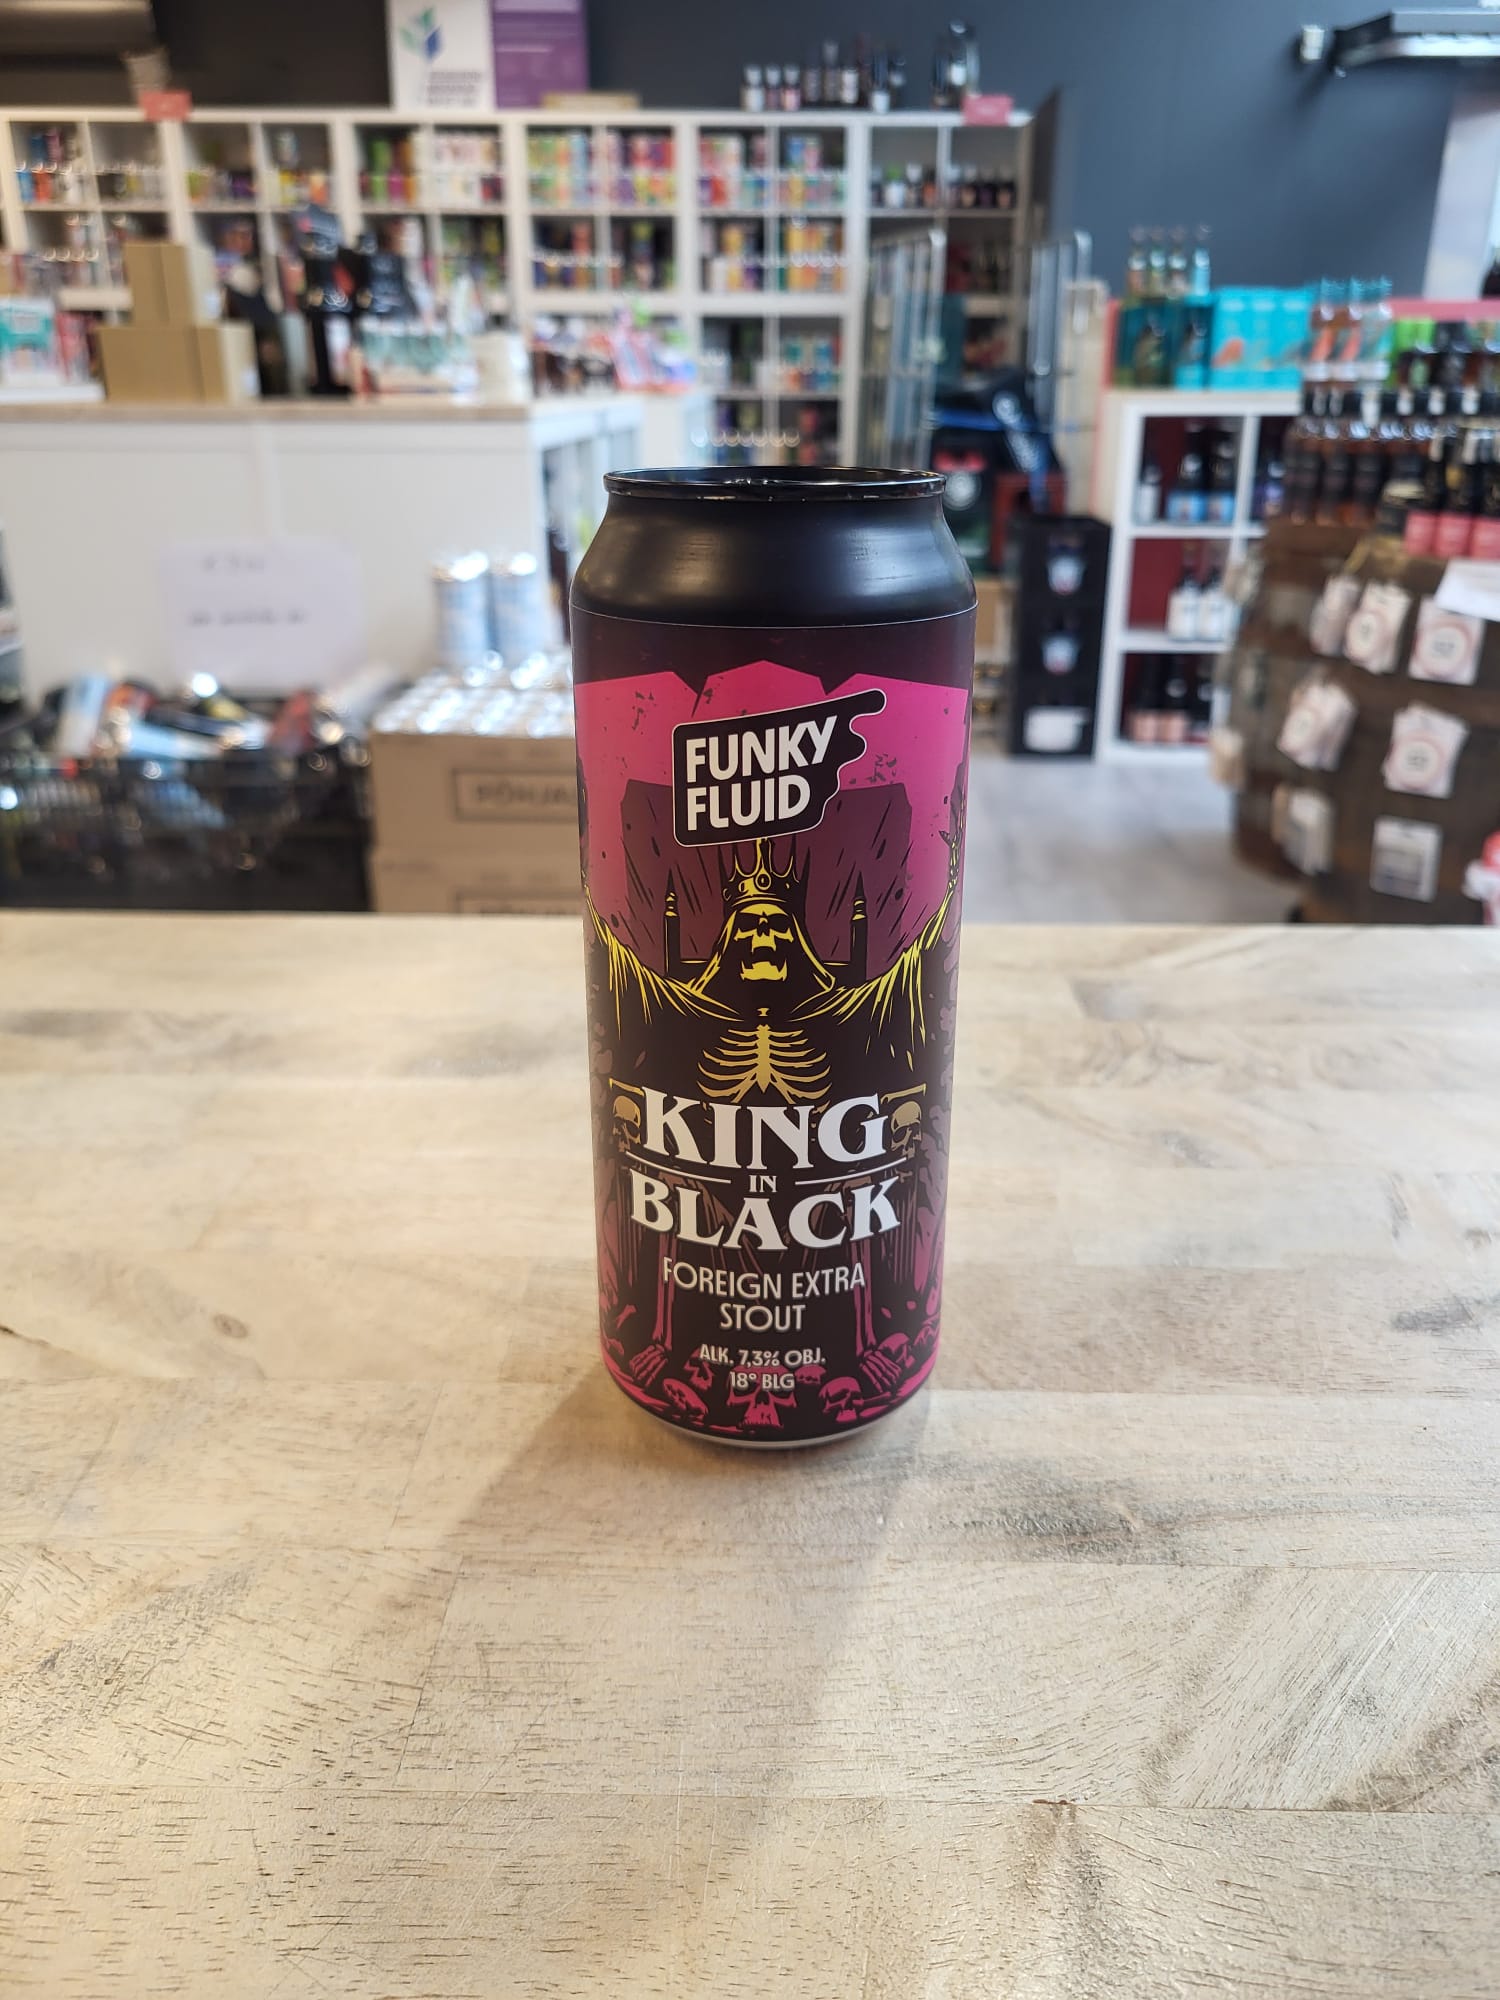 FUNKY
FLUID
KING
IN
BLACK
FOREIGN EXTRA
STOUT
ALK. 7,3% OBJ.
18° BLG